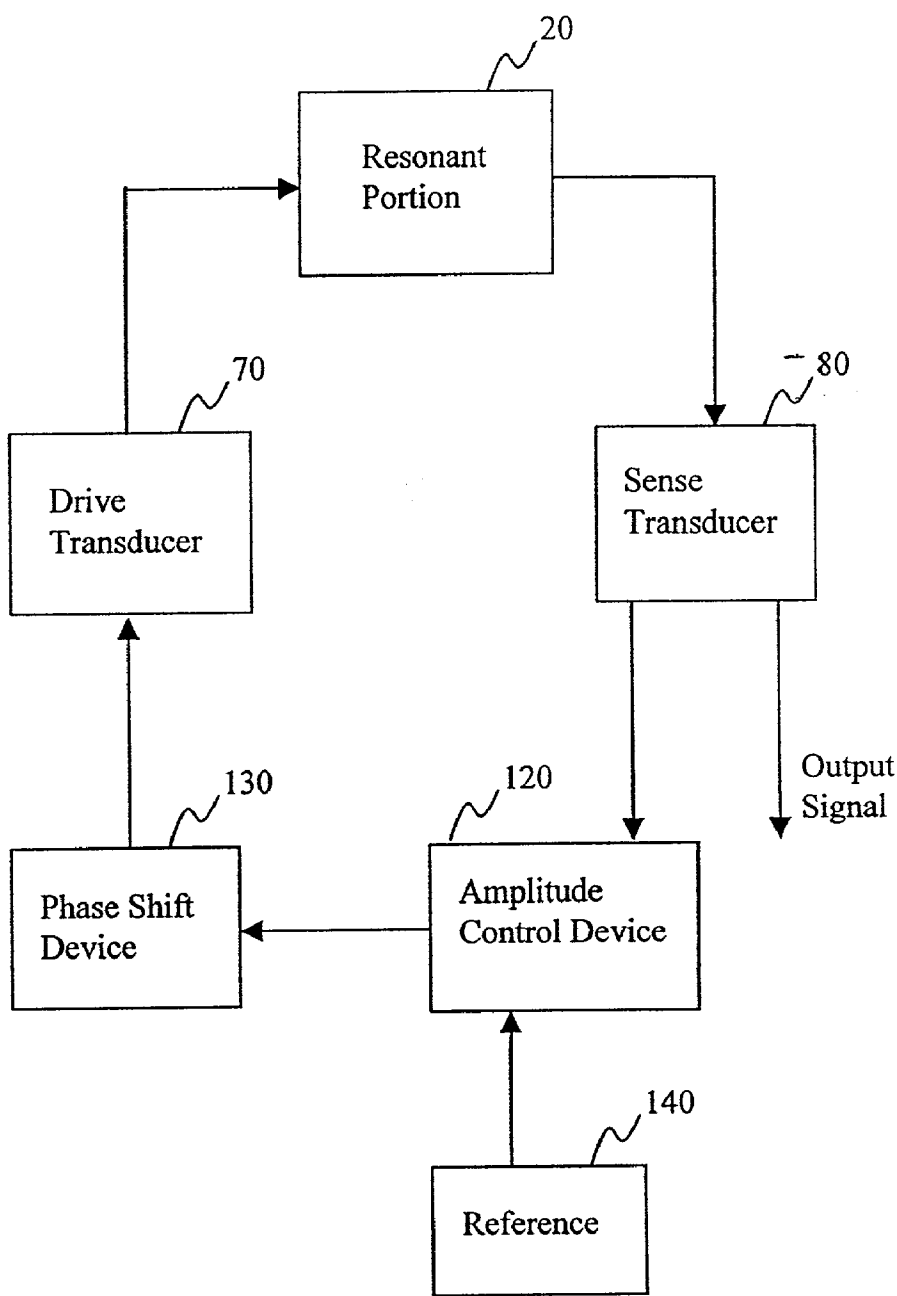 20
Resonant
Portion
70
80
Drive
Transducer
Sense
Transducer
Output
Signal
130
120
Phase Shift
Device
Amplitude
Control Device
140
Reference